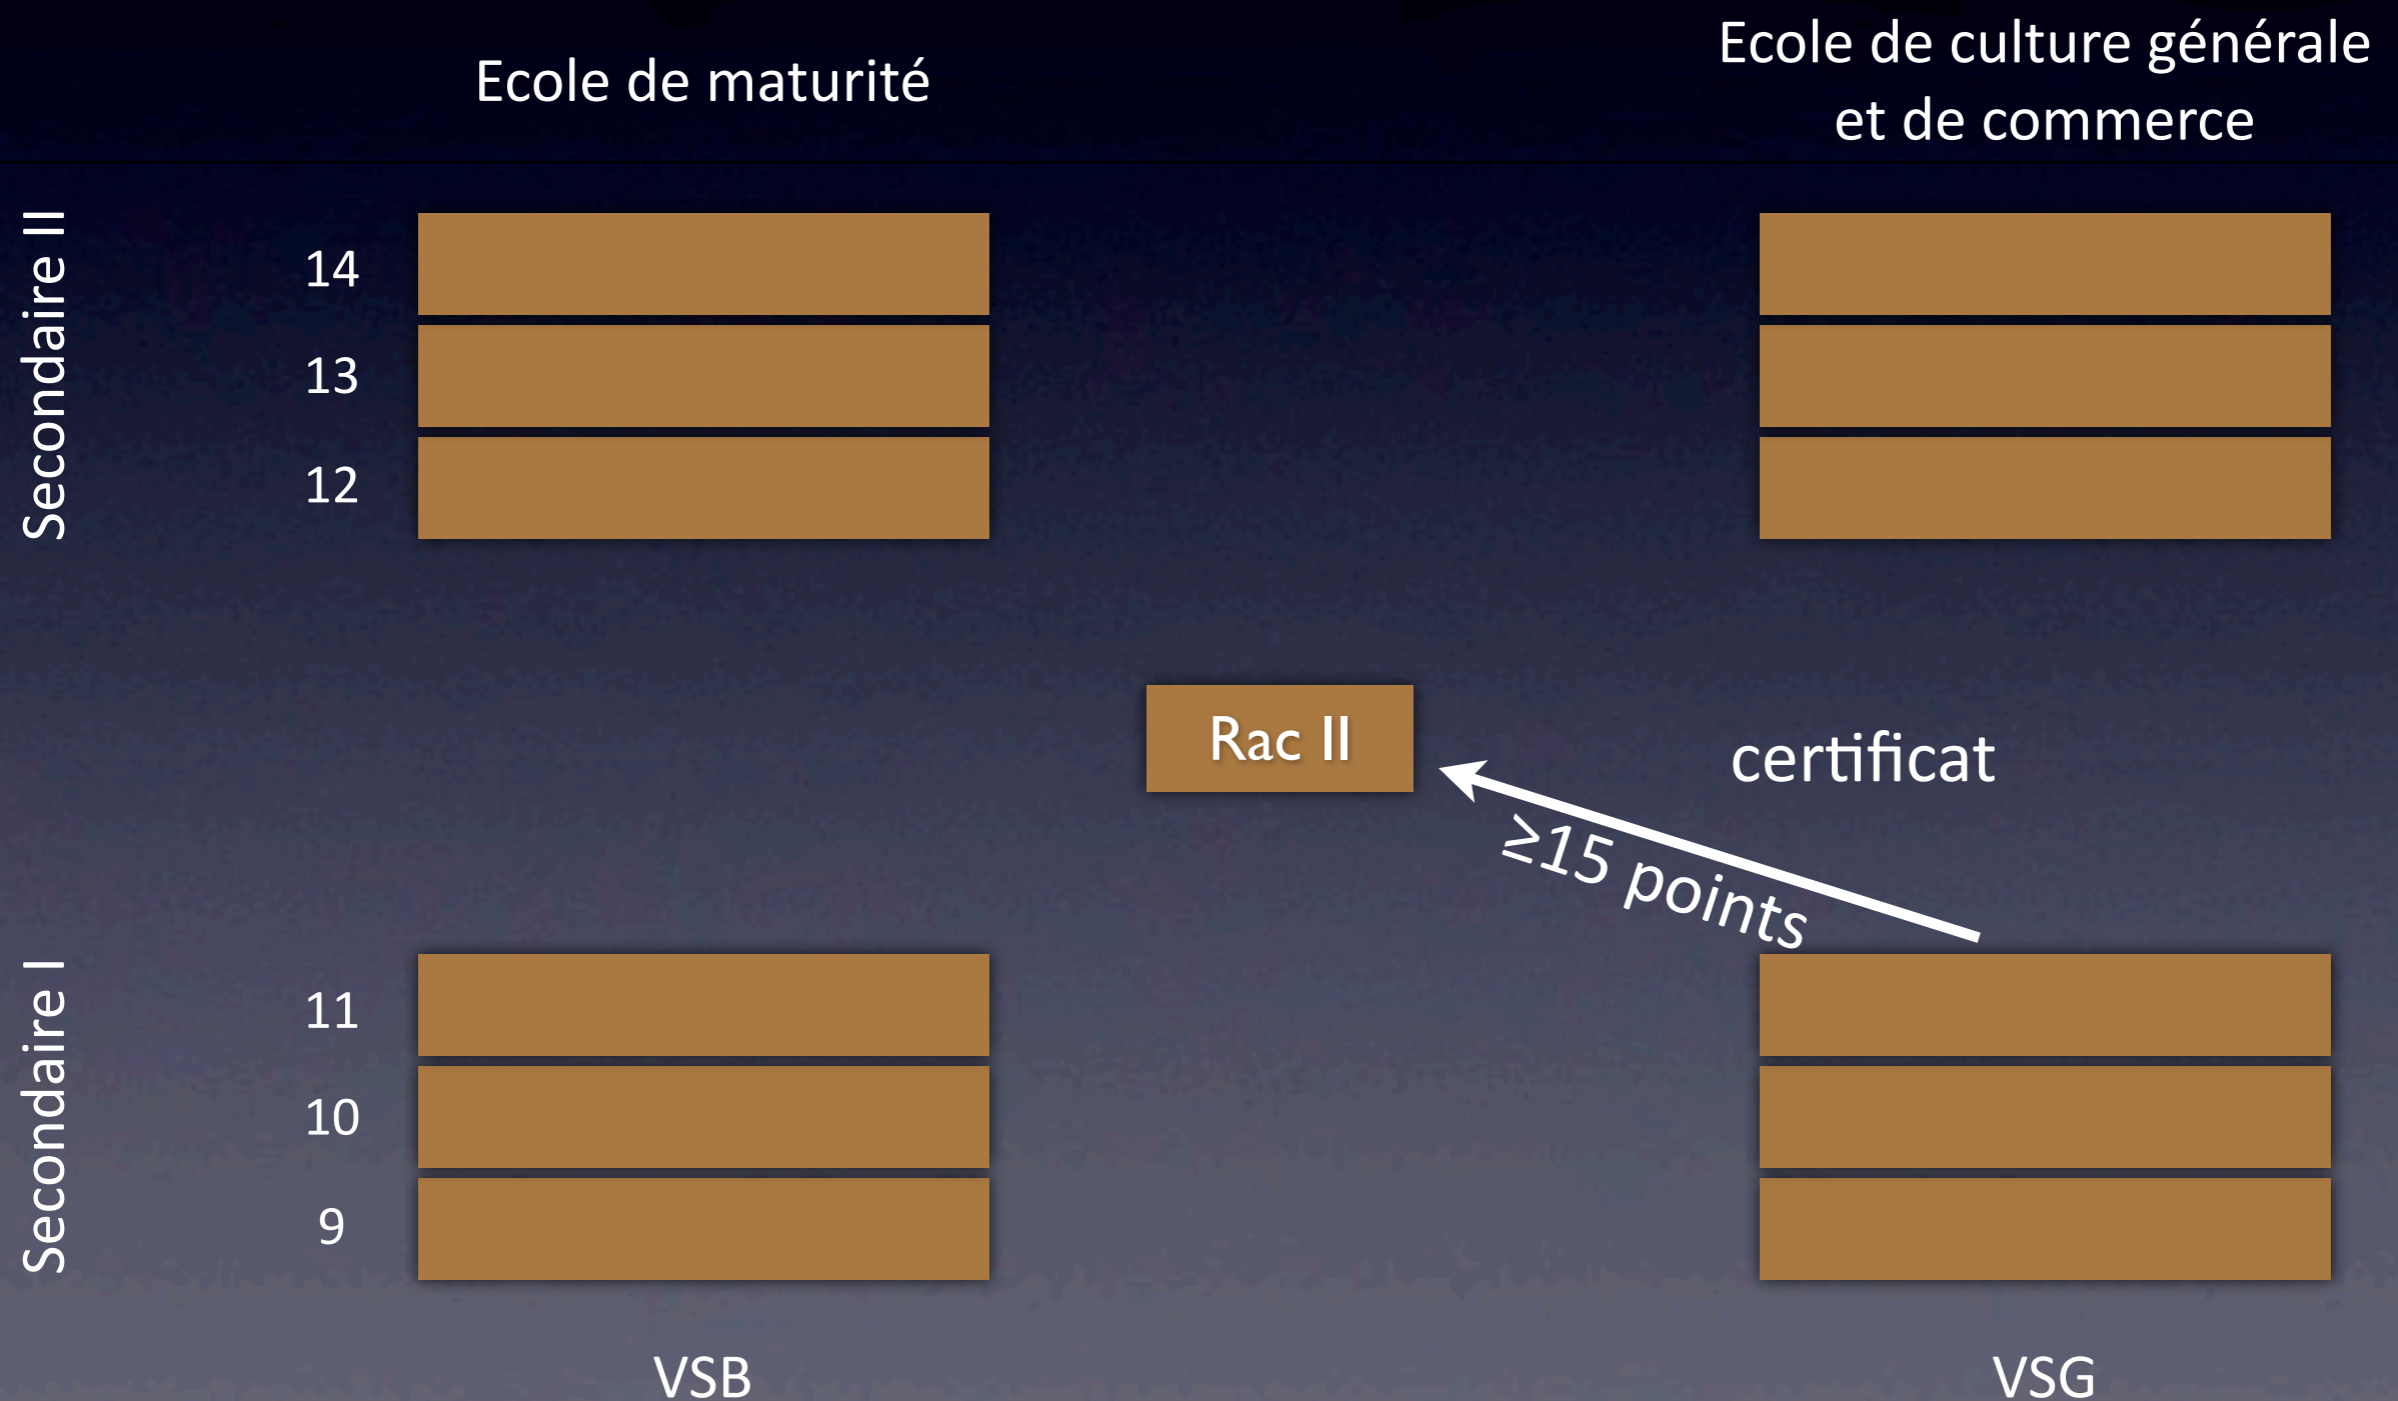 Ecole de maturité
Ecole de culture générale
et de commerce
Secondaire II
14
13
12
Rac II
certificat
≥15 points
Secondaire I
11
10
9
VSB
VSG